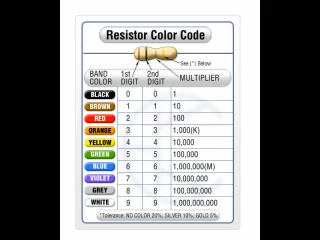 Resistor Color Code
See (*) Below
BAND COLOR 1st DIGIT 2nd DIGIT MULTIPLIER
BLACK 0 0 1
BROWN 1 1 10
RED 2 2 100
ORANGE 3 3 1,000(K)
YELLOW 4 4 10,000
GREEN 5 5 100,000
BLUE 6 6 1,000,000(M)
VIOLET 7 7 10,000,000
GREY 8 8 100,000,000
WHITE 9 9 1,000,000,000
*Tolerance: NO COLOR 20%; SILVER 10%; GOLD 5%